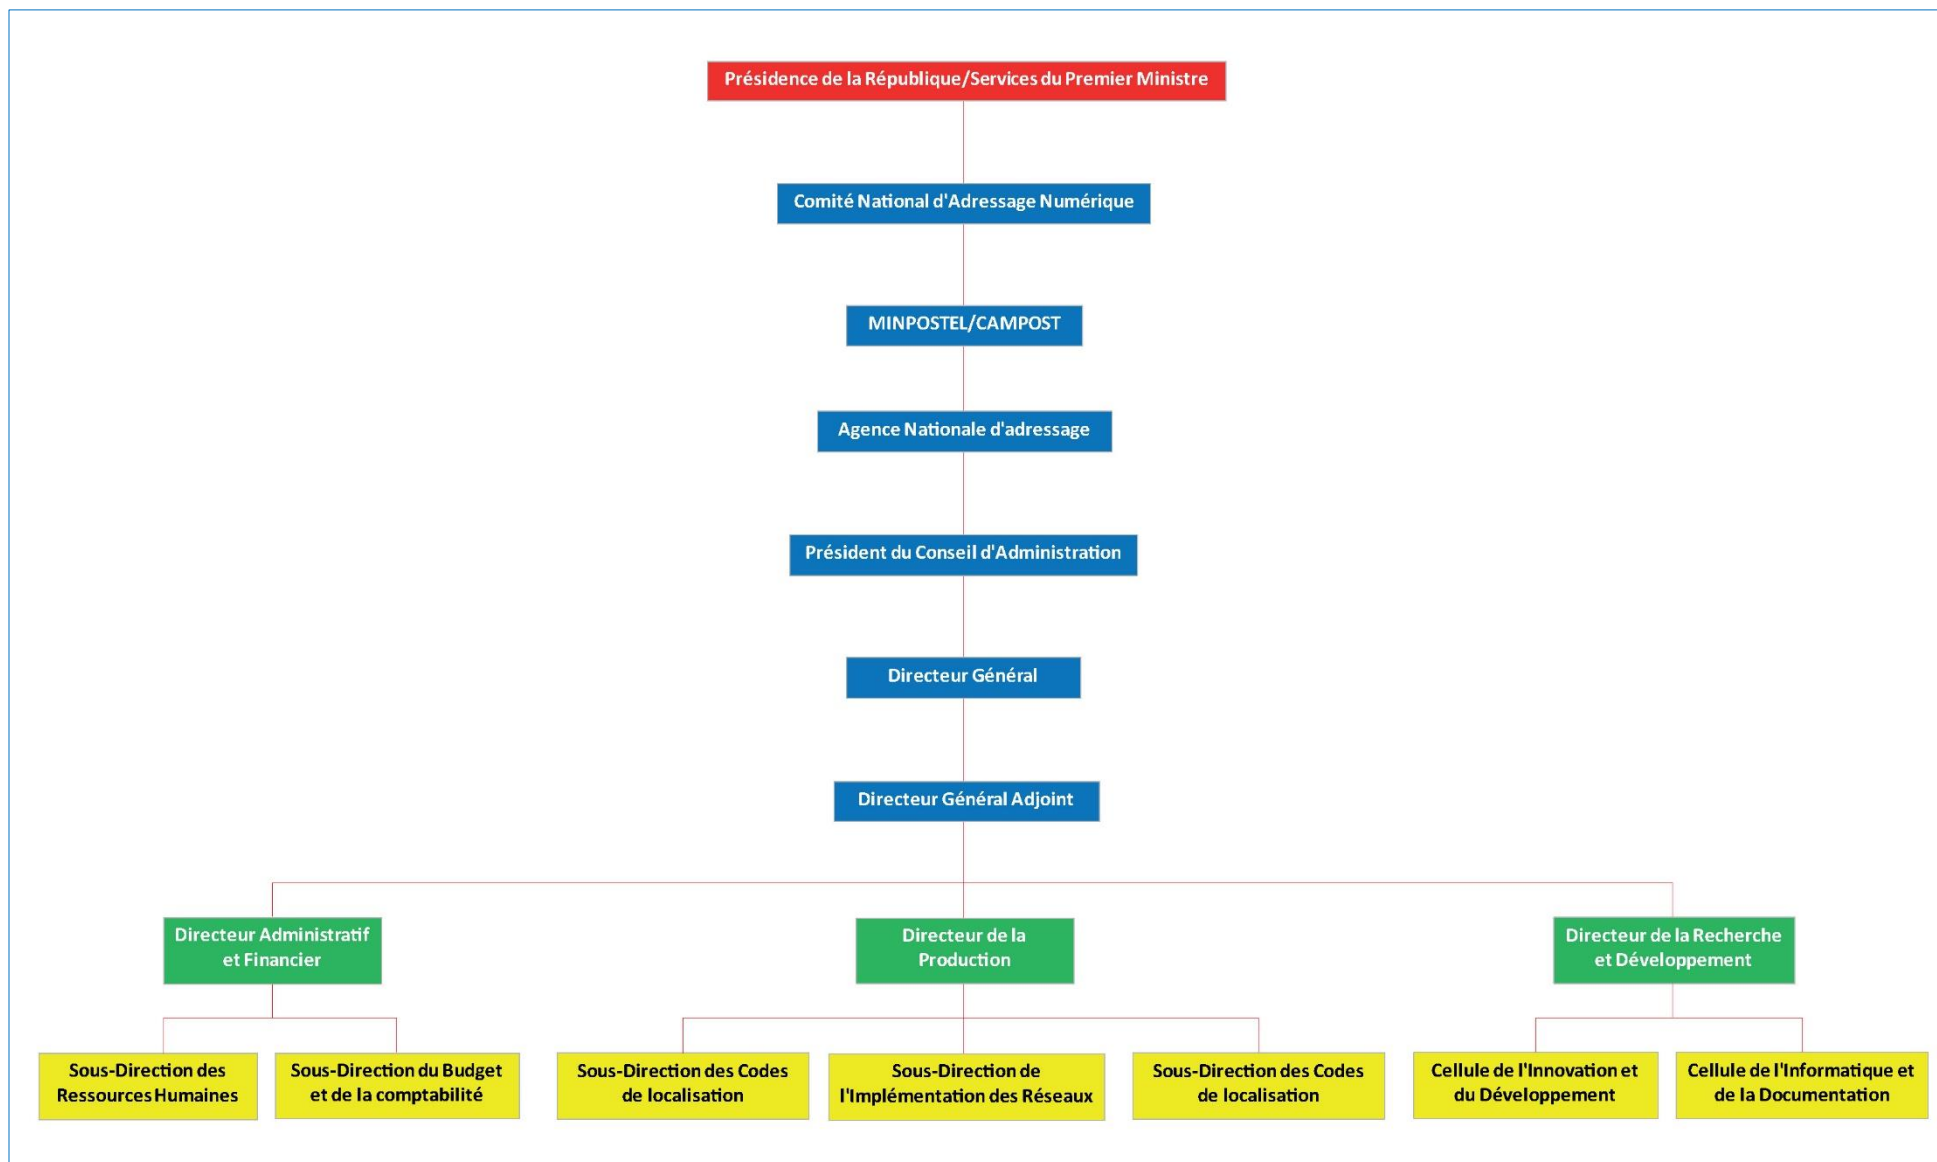 Présidence de la République/Services du Premier Ministre
Comité National d'Adressage Numérique
MINPOSTEL/CAMPOST
Agence Nationale d'adressage
Président du Conseil d'Administration
Directeur Général
Directeur Général Adjoint
Directeur Administratif
et Financier
Directeur de la
Production
Directeur de la Recherche
et Développement
Sous-Direction des
Ressources Humaines
Sous-Direction du Budget
et de la comptabilité
Sous-Direction des Codes
de localisation
Sous-Direction de
l'Implémentation des Réseaux
Sous-Direction des Codes
de localisation
Cellule de l'Innovation et
du Développement
Cellule de l'Informatique et
de la Documentation